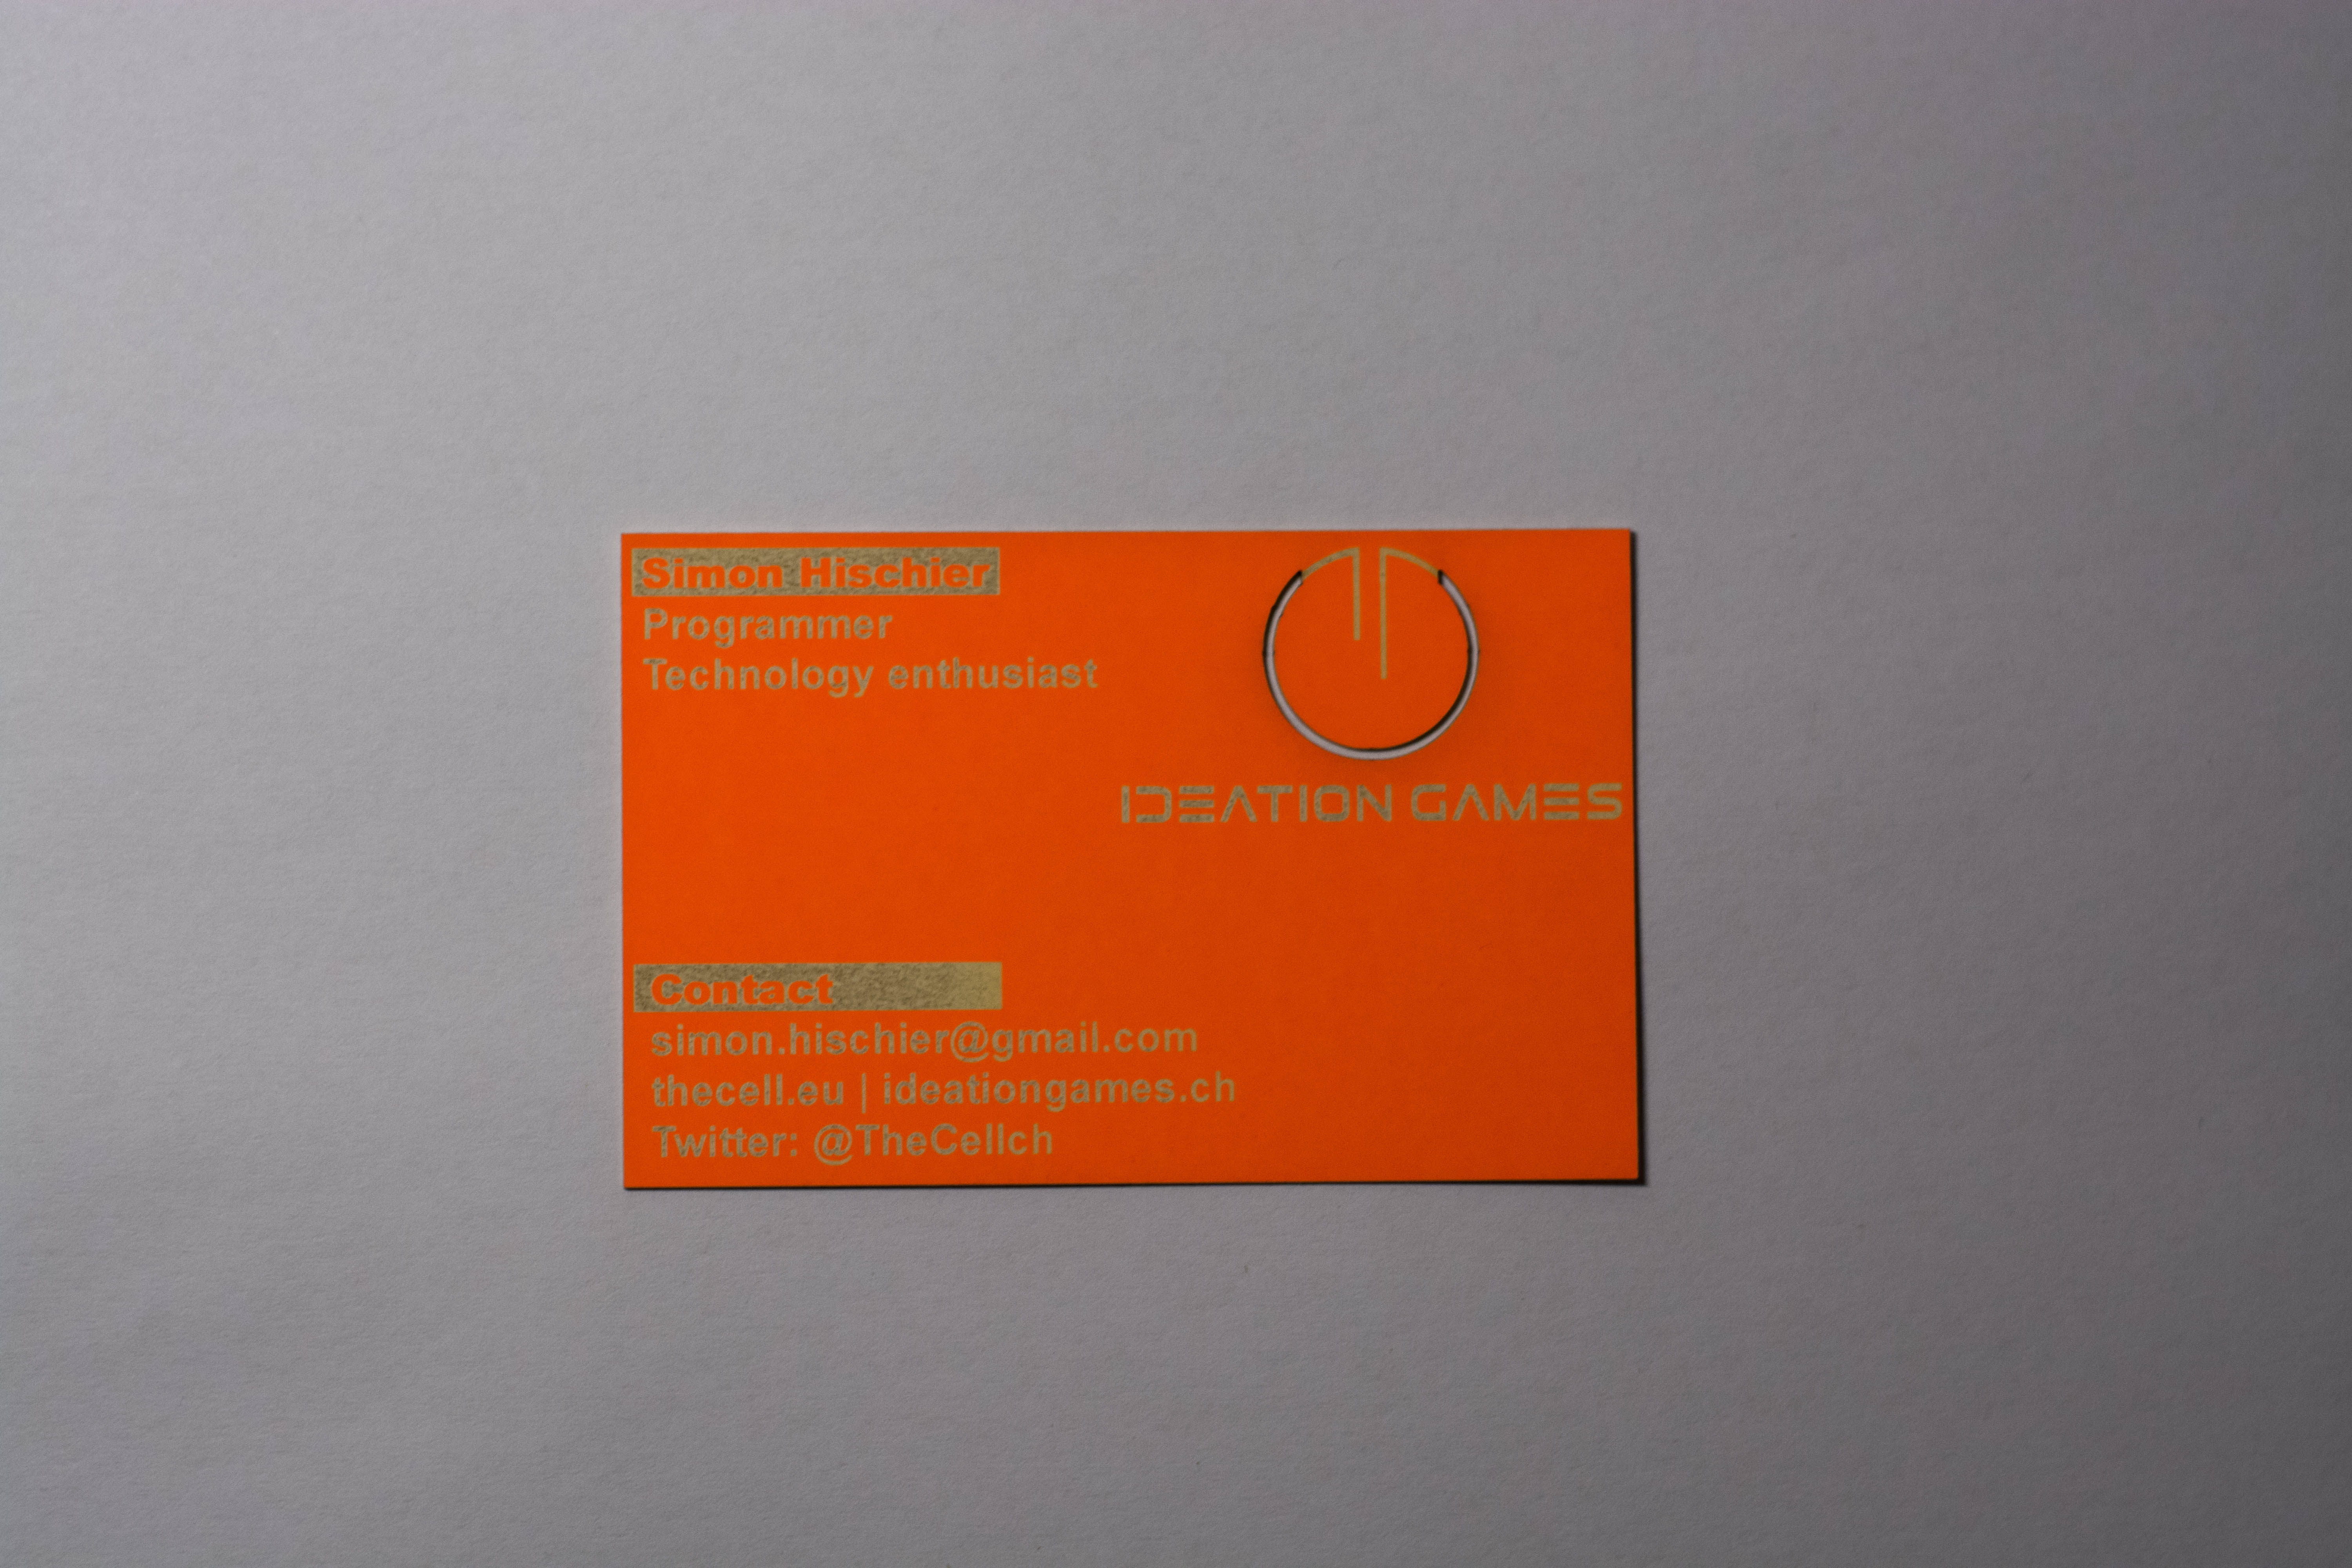 Simon Hischier
Programmer
Technology enthusiast
IDEATION GAMES
Contact
simon.hischier@gmail.com
thecell.eu | ideationgames.ch
Twitter: @TheCellch